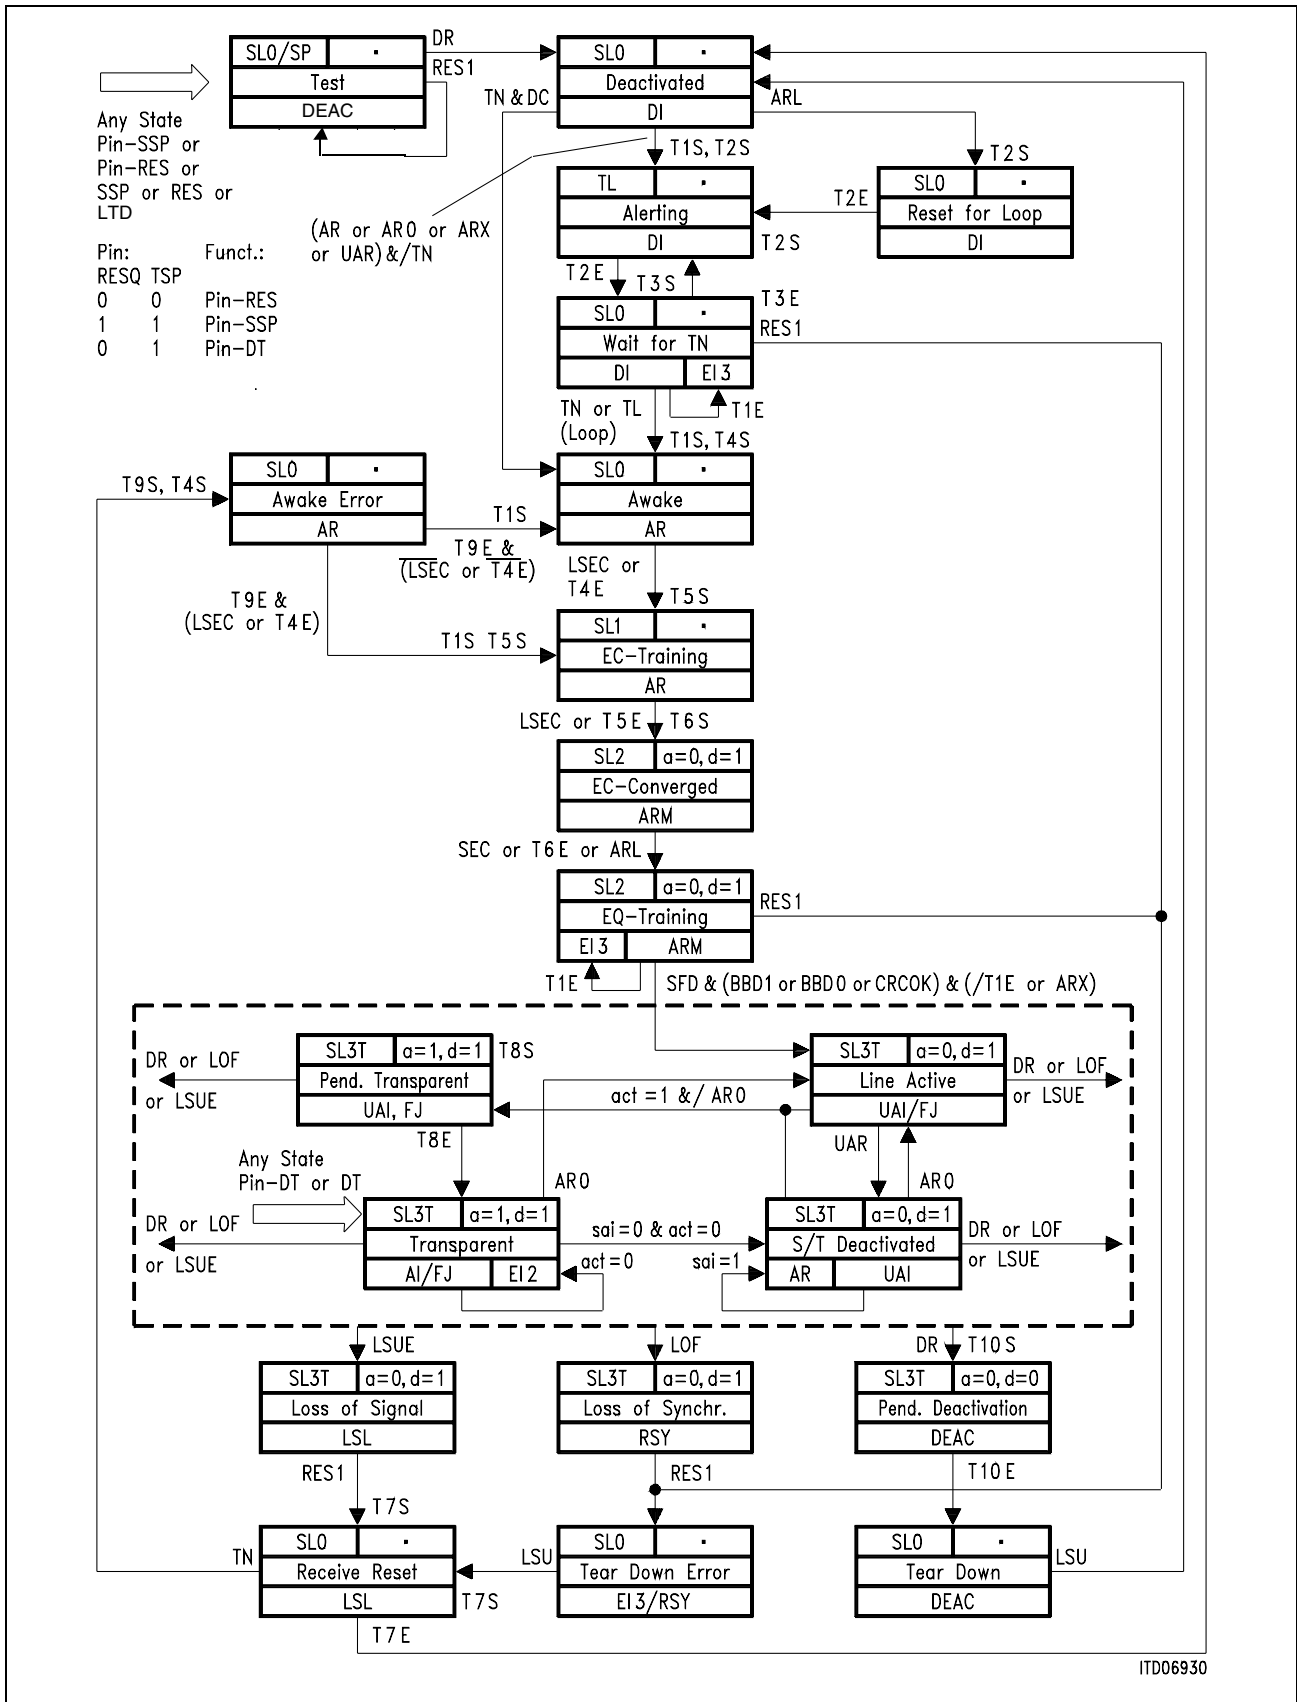 SL0/SP .
Test
DEAC
DR
RES1
SL0 .
Deactivated
DI
TN & DC
ARL
Any State
Pin-SSP or
Pin-RES or
SSP or RES or
LTD
T1S, T2S
T2S
TL .
Alerting
DI
T2E
SL0 .
Reset for Loop
DI
(AR or AR0 or ARX
or UAR) &/TN
T2S
Pin: Funct.:
RESQ TSP
0 0 Pin-RES
1 1 Pin-SSP
0 1 Pin-DT
T2E T3S
T3E
SL0 .
Wait for TN
DI EI3
RES1
T1E
TN or TL
(Loop)
T1S, T4S
T9S, T4S
SL0 .
Awake Error
AR
T1S
T9E &
(LSEC or T4E)
SL0 .
Awake
AR
LSEC or
T4E
T5S
T9E &
(LSEC or T4E)
T1S T5S
SL1 .
EC-Training
AR
LSEC or T5E T6S
SL2 a=0, d=1
EC-Converged
ARM
SEC or T6E or ARL
SL2 a=0, d=1
EQ-Training
EI3 ARM
RES1
T1E
SFD & (BBD1 or BBD0 or CRCOK) & (/T1E or ARX)
DR or LOF
or LSUE
SL3T a=1, d=1
Pend. Transparent
UAI, FJ
T8S
SL3T a=0, d=1
Line Active
UAI/FJ
DR or LOF
or LSUE
act =1 &/ AR0
T8E
UAR
Any State
Pin-DT or DT
AR0
AR0
DR or LOF
or LSUE
SL3T a=1, d=1
Transparent
AI/FJ EI2
sai=0 & act=0
act=0
sai=1
SL3T a=0, d=1
S/T Deactivated
AR UAI
DR or LOF
or LSUE
LSUE
LOF
DR T10S
SL3T a=0, d=1
Loss of Signal
LSL
SL3T a=0, d=1
Loss of Synchr.
RSY
SL3T a=0, d=0
Pend. Deactivation
DEAC
RES1
T7S
RES1
T10E
TN
SL0 .
Receive Reset
LSL
LSU
T7S
SL0 .
Tear Down Error
EI3/RSY
SL0 .
Tear Down
DEAC
LSU
T7E
ITD06930